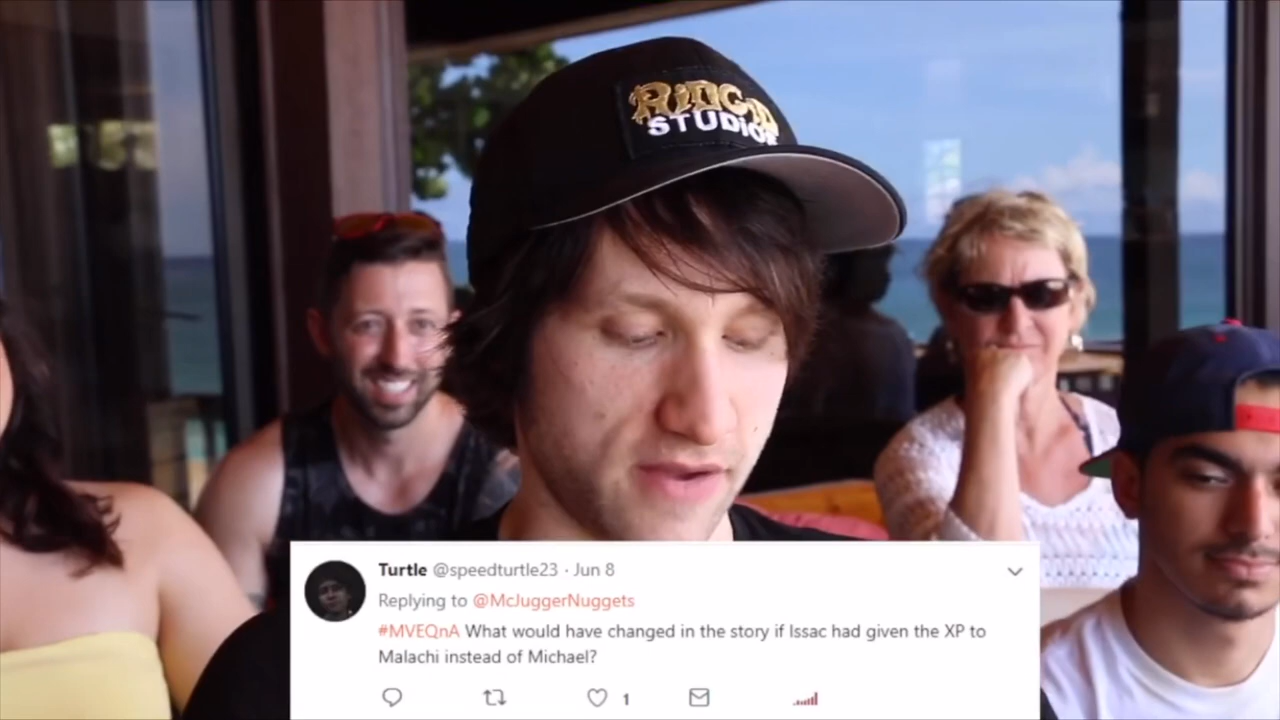 RiDGiD
STUDiOS
Turtle @speedturtle23 · Jun 8
Replying to @McJuggerNuggets
#MVEQnA What would have changed in the story if Issac had given the XP to
Malachi instead of Michael?
1